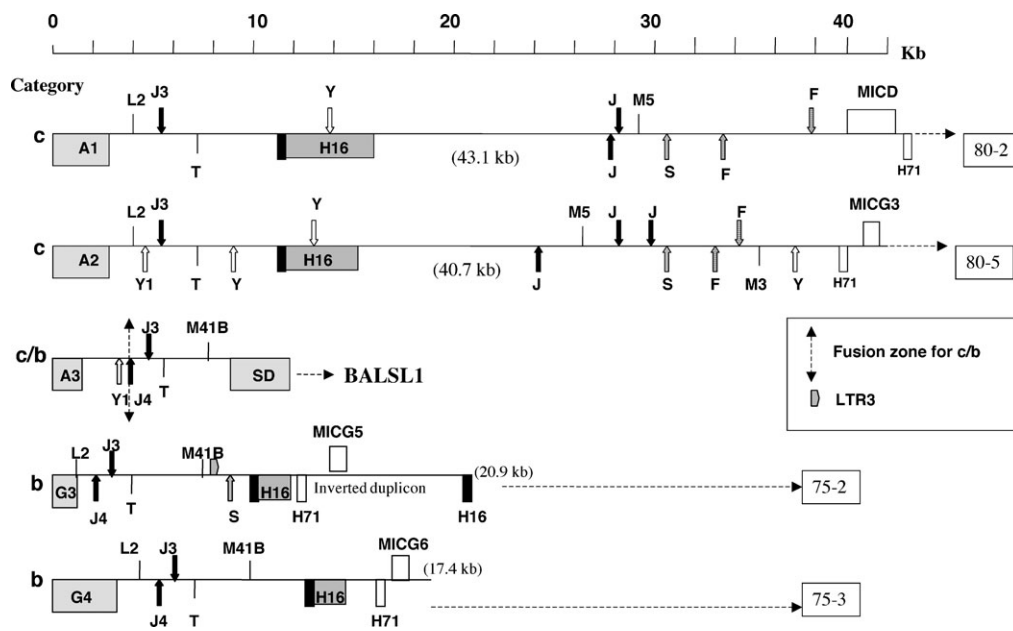 0 10 20 30 40
Kb
Category
L2 J3 Y J M5 F MICD
c A1 H16 (43.1 kb) 80-2
T J S F H71
L2 J3 Y M5 J J F MICG3
c A2 H16 (40.7 kb) 80-5
Y1 T Y J S F M3 Y H71
J3 M41B
c/b A3 SD BALSL1
Y1 J4 T
Fusion zone for c/b
LTR3
L2 J3 M41B MICG5
(20.9 kb)
b G3 H16 Inverted duplicon 75-2
J4 T S H71 H16
L2 J3 M41B MICG6
(17.4 kb)
b G4 H16 75-3
J4 T H71